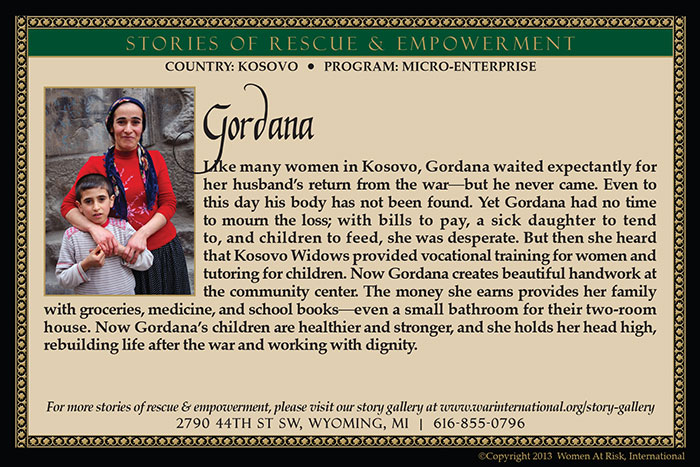 STORIES OF RESCUE & EMPOWERMENT
COUNTRY: KOSOVO • PROGRAM: MICRO-ENTERPRISE
Gordana
Like many women in Kosovo, Gordana waited expectantly for
her husband's return from the war—but he never came. Even to
this day his body has not been found. Yet Gordana had no time
to mourn the loss; with bills to pay, a sick daughter to tend
to, and children to feed, she was desperate. But then she heard
that Kosovo Widows provided vocational training for women and
tutoring for children. Now Gordana creates beautiful handwork at
the community center. The money she earns provides her family
with groceries, medicine, and school books—even a small bathroom for their two-room
house. Now Gordana's children are healthier and stronger, and she holds her head high,
rebuilding life after the war and working with dignity.
For more stories of rescue & empowerment, please visit our story gallery at www.warinternational.org/story-gallery
2790 44TH ST SW, WYOMING, MI | 616-855-0796
©Copyright 2013 Women At Risk, International